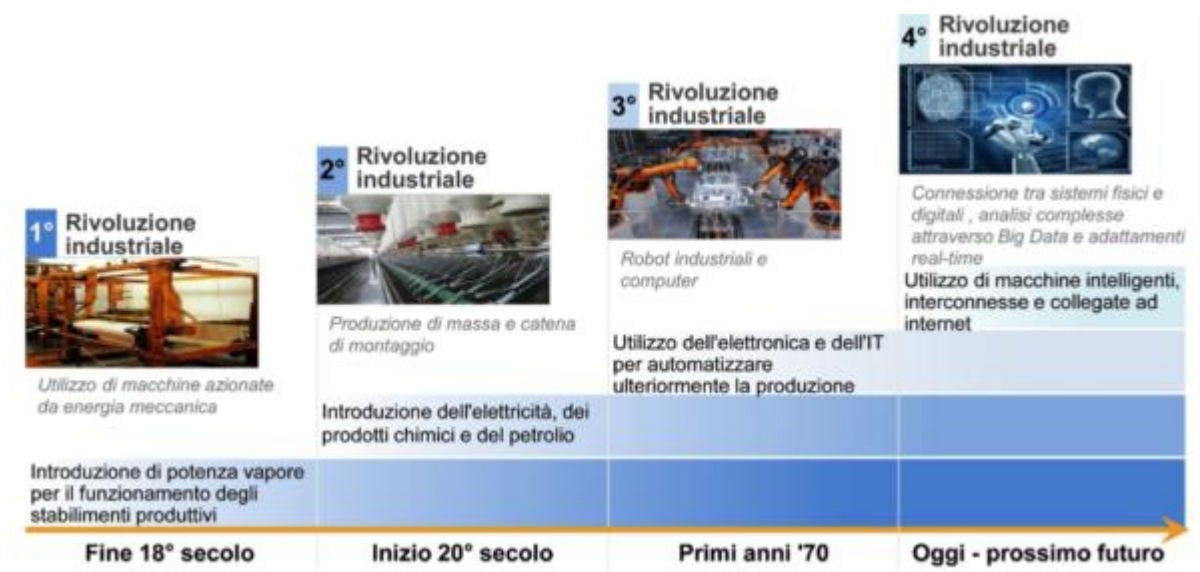 1° Rivoluzione
industriale
Utilizzo di macchine azionate
da energia meccanica
Introduzione di potenza vapore
per il funzionamento degli
stabilimenti produttivi
Fine 18° secolo
2° Rivoluzione
industriale
Produzione di massa e catena
di montaggio
Introduzione dell'elettricità, dei
prodotti chimici e del petrolio
Inizio 20° secolo
3° Rivoluzione
industriale
Robot industriali e
computer
Utilizzo dell'elettronica e dell'IT
per automatizzare
ulteriormente la produzione
Primi anni '70
4° Rivoluzione
industriale
Connessione tra sistemi fisici e
digitali , analisi complesse
attraverso Big Data e adattamenti
real-time
Utilizzo di macchine intelligenti,
interconnesse e collegate ad
internet
Oggi - prossimo futuro